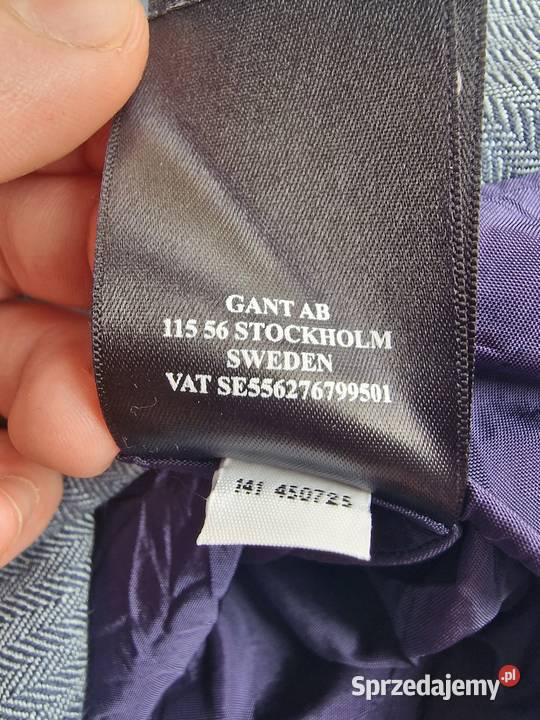 GANT AB
115 56 STOCKHOLM
SWEDEN
VAT SE556276799501
141 450725
Sprzedajemy.pl